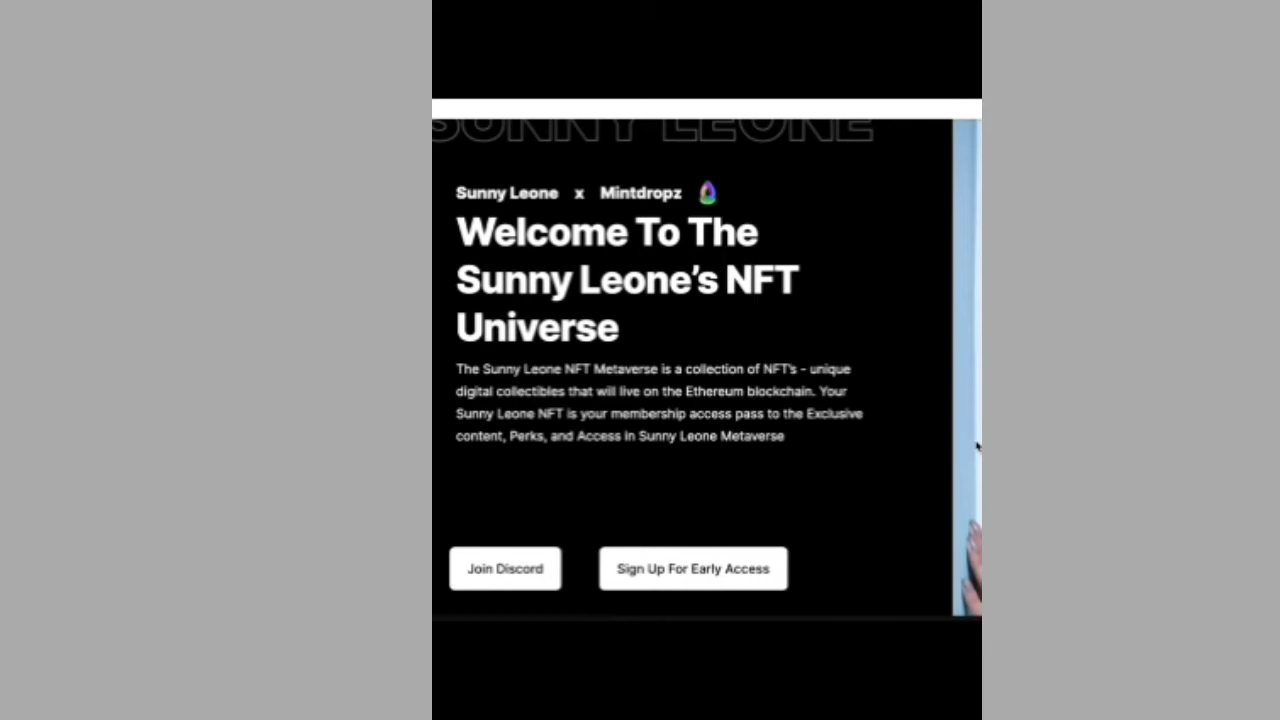 SUNNY LEONE
Sunny Leone x Mintdropz
Welcome To The
Sunny Leone’s NFT
Universe
The Sunny Leone NFT Metaverse is a collection of NFT's - unique
digital collectibles that will live on the Ethereum blockchain. Your
Sunny Leone NFT is your membership access pass to the Exclusive
content, Perks, and Access in Sunny Leone Metaverse
Join Discord
Sign Up For Early Access